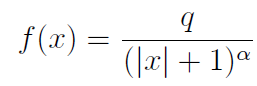 f(x) = q / (|x| + 1)^α